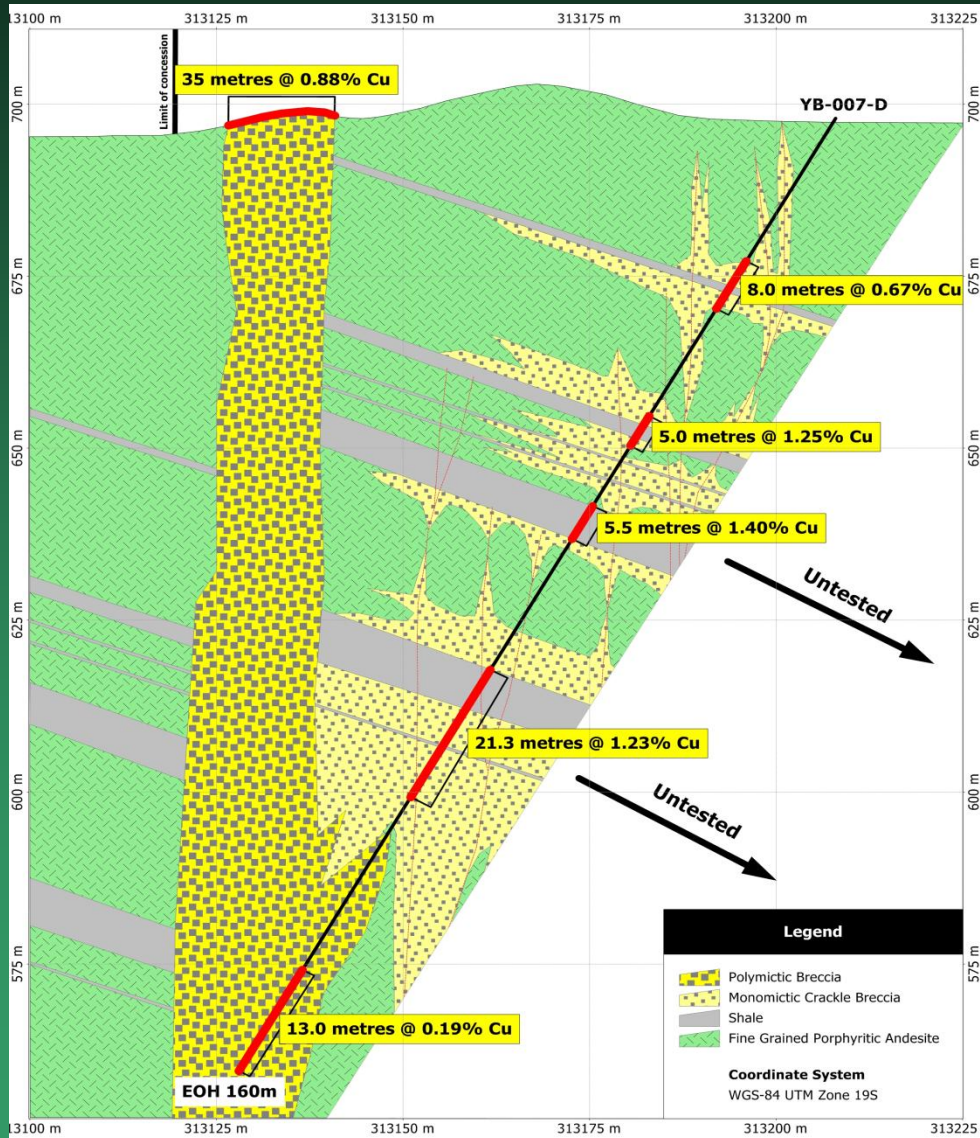 313100 m 313125 m 313150 m 313175 m 313200 m 313225 m
Limit of concession
35 metres @ 0.88% Cu
YB-007-D
700 m 700 m
8.0 metres @ 0.67% Cu
675 m 675 m
5.0 metres @ 1.25% Cu
650 m 650 m
5.5 metres @ 1.40% Cu
Untested
625 m 625 m
21.3 metres @ 1.23% Cu
600 m 600 m
Untested
Legend
575 m 575 m
Polymictic Breccia
Monomictic Crackle Breccia
Shale
Fine Grained Porphyritic Andesite
13.0 metres @ 0.19% Cu
Coordinate System
WGS-84 UTM Zone 19S
EOH 160m
313100 m 313125 m 313150 m 313175 m 313200 m 313225 m